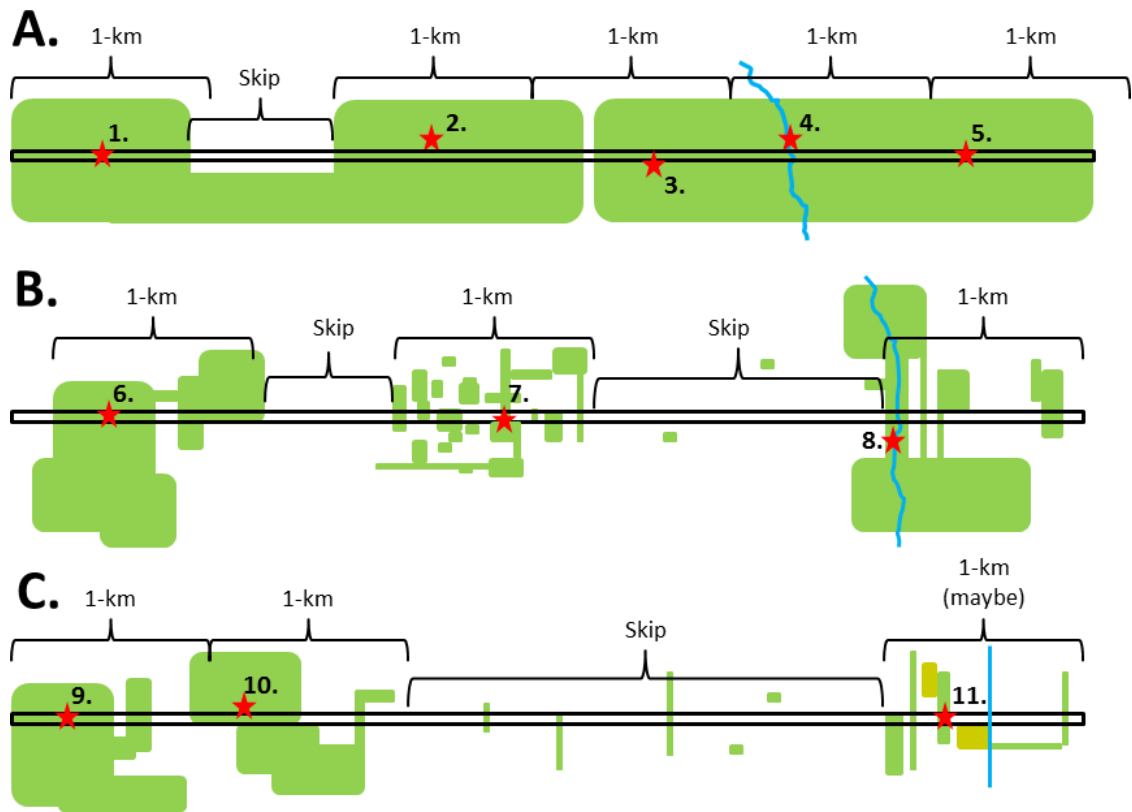 A.
1-km
Skip
1-km
1-km
1-km
1-km
1.
2.
3.
4.
5.
B.
1-km
Skip
1-km
Skip
1-km
6.
7.
8.
C.
1-km
1-km
Skip
1-km
(maybe)
9.
10.
11.